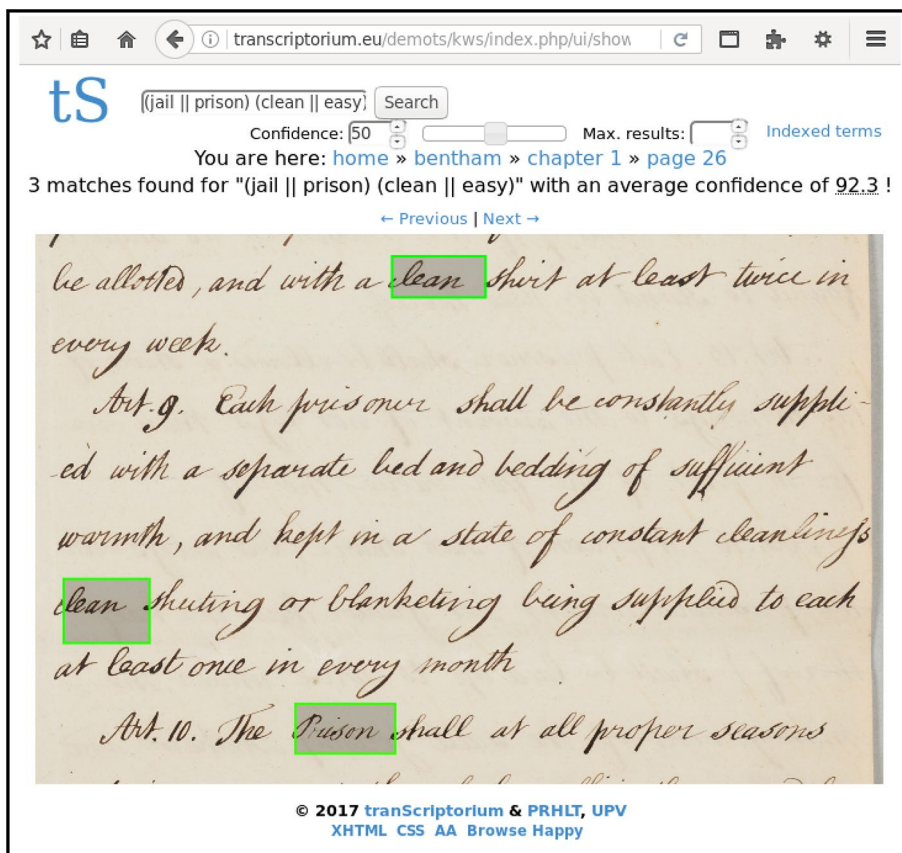 transcriptorium.eu/demots/kws/index.php/ui/show
tS
(jail || prison) (clean || easy) Search
Confidence: 50 Max. results: Indexed terms
You are here: home » bentham » chapter 1 » page 26
3 matches found for "(jail || prison) (clean || easy)" with an average confidence of 92.3 !
← Previous | Next →
be allotted, and with a clean shirt at least twice in
every week.
Art. 9. Each prisoner shall be constantly suppli-
ed with a separate bed and bedding of sufficient
warmth, and kept in a state of constant cleanliness
clean sheeting or blanketing being supplied to each
at least once in every month
Art. 10. The Prison shall at all proper seasons
© 2017 tranScriptorium & PRHLT, UPV
XHTML CSS AA Browse Happy